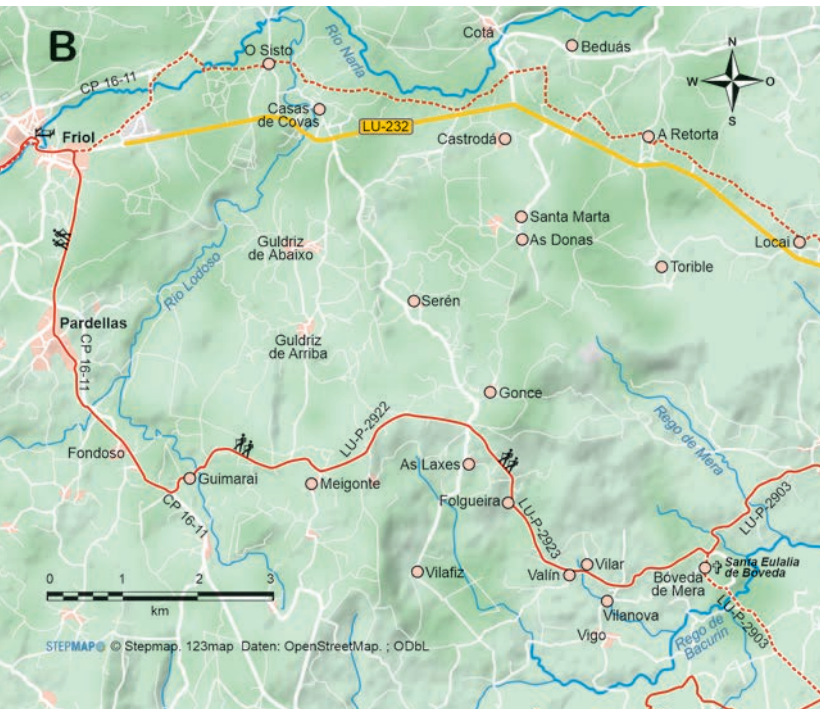 B
Cotá
O Sisto
Beduás
Río Narla
CP 16-11
N
W
O
S
Casas
de Covas
LU-232
Friol
Castrodá
A Retorta
Santa Marta
As Donas
Guldriz
de Abaixo
Locai
Río Lodoso
Torible
Serén
Pardellas
Guldriz
de Arriba
CP 16-11
Gonce
LU-P-2922
Rego de
Mera
Fondoso
As Laxes
Guimarai
Meigonte
CP 16-11
Folgueira
LU-P-2923
LU-P-2903
Vilafiz
Valín
Vilar
Bóveda
de Mera
Santa Eulalia
de Bóveda
Vilanova
LU-P-2903
Vigo
Rego de
Bacurin
0 1 2 3
km
STEPMAP © Stepmap, 123map Daten: OpenStreetMap. ; ODbL